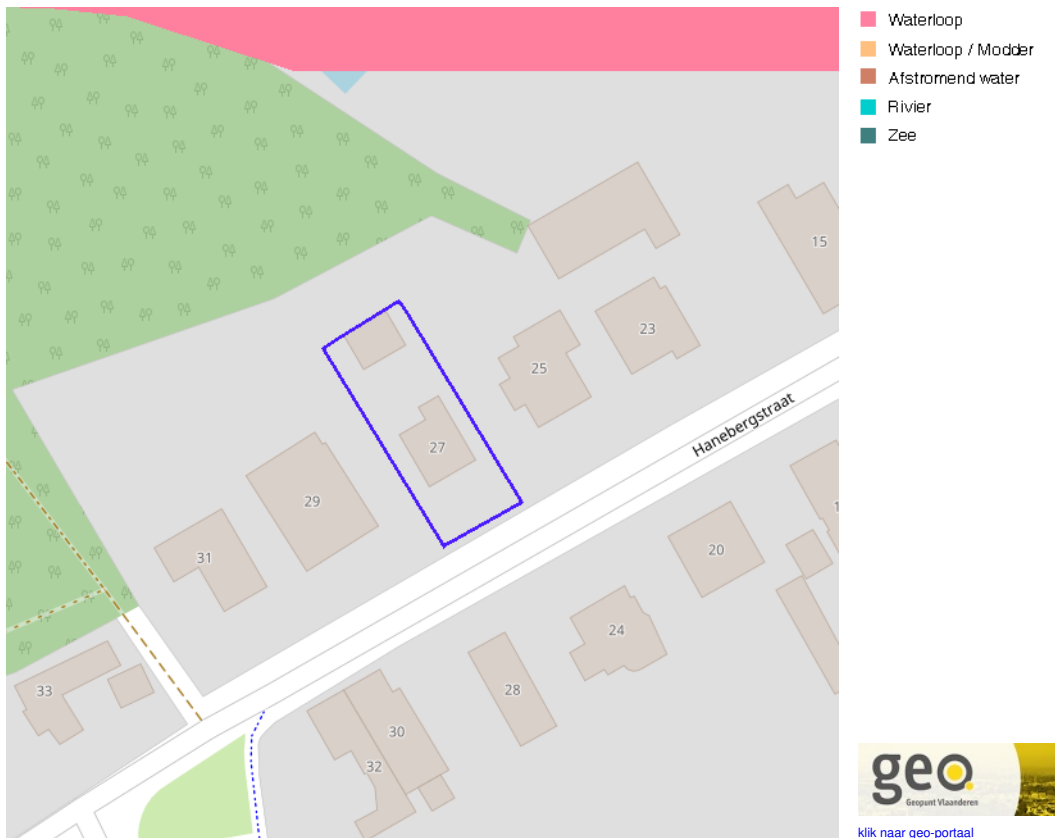 Waterloop
Waterloop / Modder
Afstromend water
Rivier
Zee
15
23
25
27
Hanebergstraat
29
31
20
24
33
28
30
32
geo.
Geopunt Vlaanderen
klik naar geo-portaal